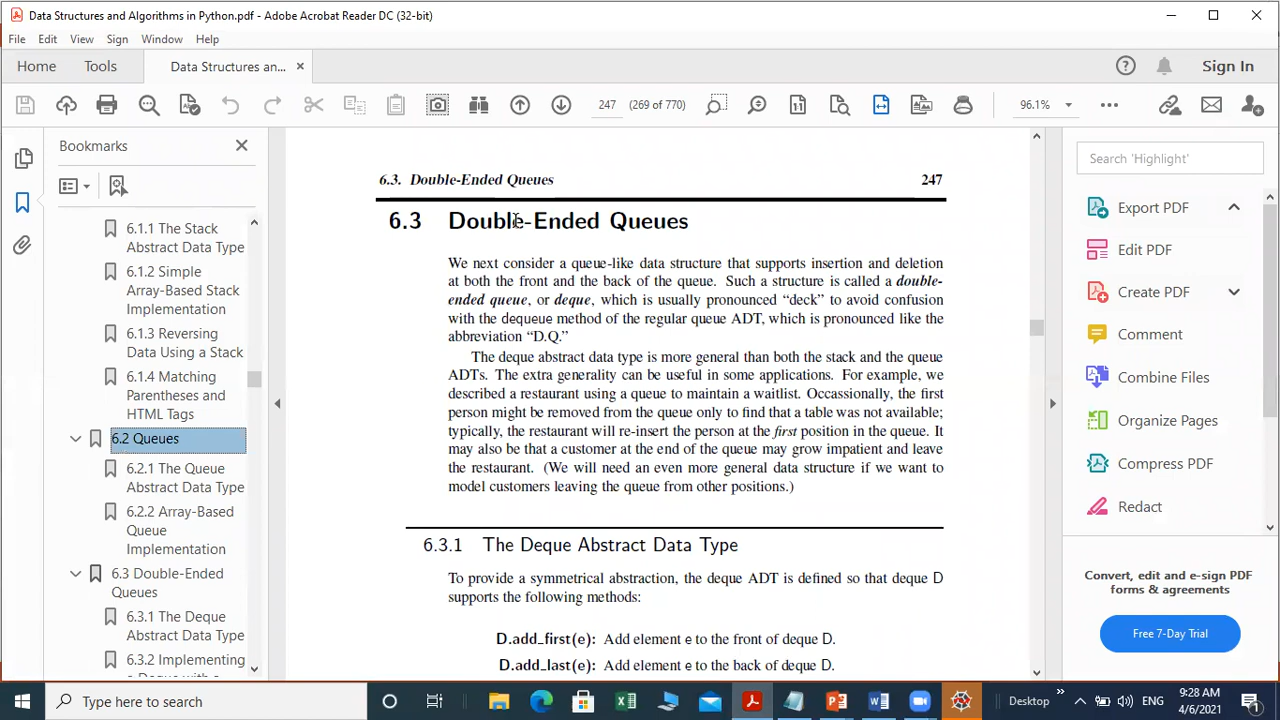 Data Structures and Algorithms in Python.pdf - Adobe Acrobat Reader DC (32-bit)
File Edit View Sign Window Help
Home Tools Data Structures an... Sign In
247 (269 of 770) 96.1%
Bookmarks
6.1.1 The Stack
Abstract Data Type
6.1.2 Simple
Array-Based Stack
Implementation
6.1.3 Reversing
Data Using a Stack
6.1.4 Matching
Parentheses and
HTML Tags
6.2 Queues
6.2.1 The Queue
Abstract Data Type
6.2.2 Array-Based
Queue
Implementation
6.3 Double-Ended
Queues
6.3.1 The Deque
Abstract Data Type
6.3.2 Implementing
6.3. Double-Ended Queues 247
6.3 Double-Ended Queues
We next consider a queue-like data structure that supports insertion and deletion
at both the front and the back of the queue. Such a structure is called a double-
ended queue, or deque, which is usually pronounced “deck” to avoid confusion
with the dequeue method of the regular queue ADT, which is pronounced like the
abbreviation “D.Q.”
The deque abstract data type is more general than both the stack and the queue
ADTs. The extra generality can be useful in some applications. For example, we
described a restaurant using a queue to maintain a waitlist. Occassionally, the first
person might be removed from the queue only to find that a table was not available;
typically, the restaurant will re-insert the person at the first position in the queue. It
may also be that a customer at the end of the queue may grow impatient and leave
the restaurant. (We will need an even more general data structure if we want to
model customers leaving the queue from other positions.)
6.3.1 The Deque Abstract Data Type
To provide a symmetrical abstraction, the deque ADT is defined so that deque D
supports the following methods:
D.add_first(e): Add element e to the front of deque D.
D.add_last(e): Add element e to the back of deque D.
Search 'Highlight'
Export PDF
Edit PDF
Create PDF
Comment
Combine Files
Organize Pages
Compress PDF
Redact
Convert, edit and e-sign PDF
forms & agreements
Free 7-Day Trial
Type here to search
Desktop
ENG
9:28 AM
4/6/2021